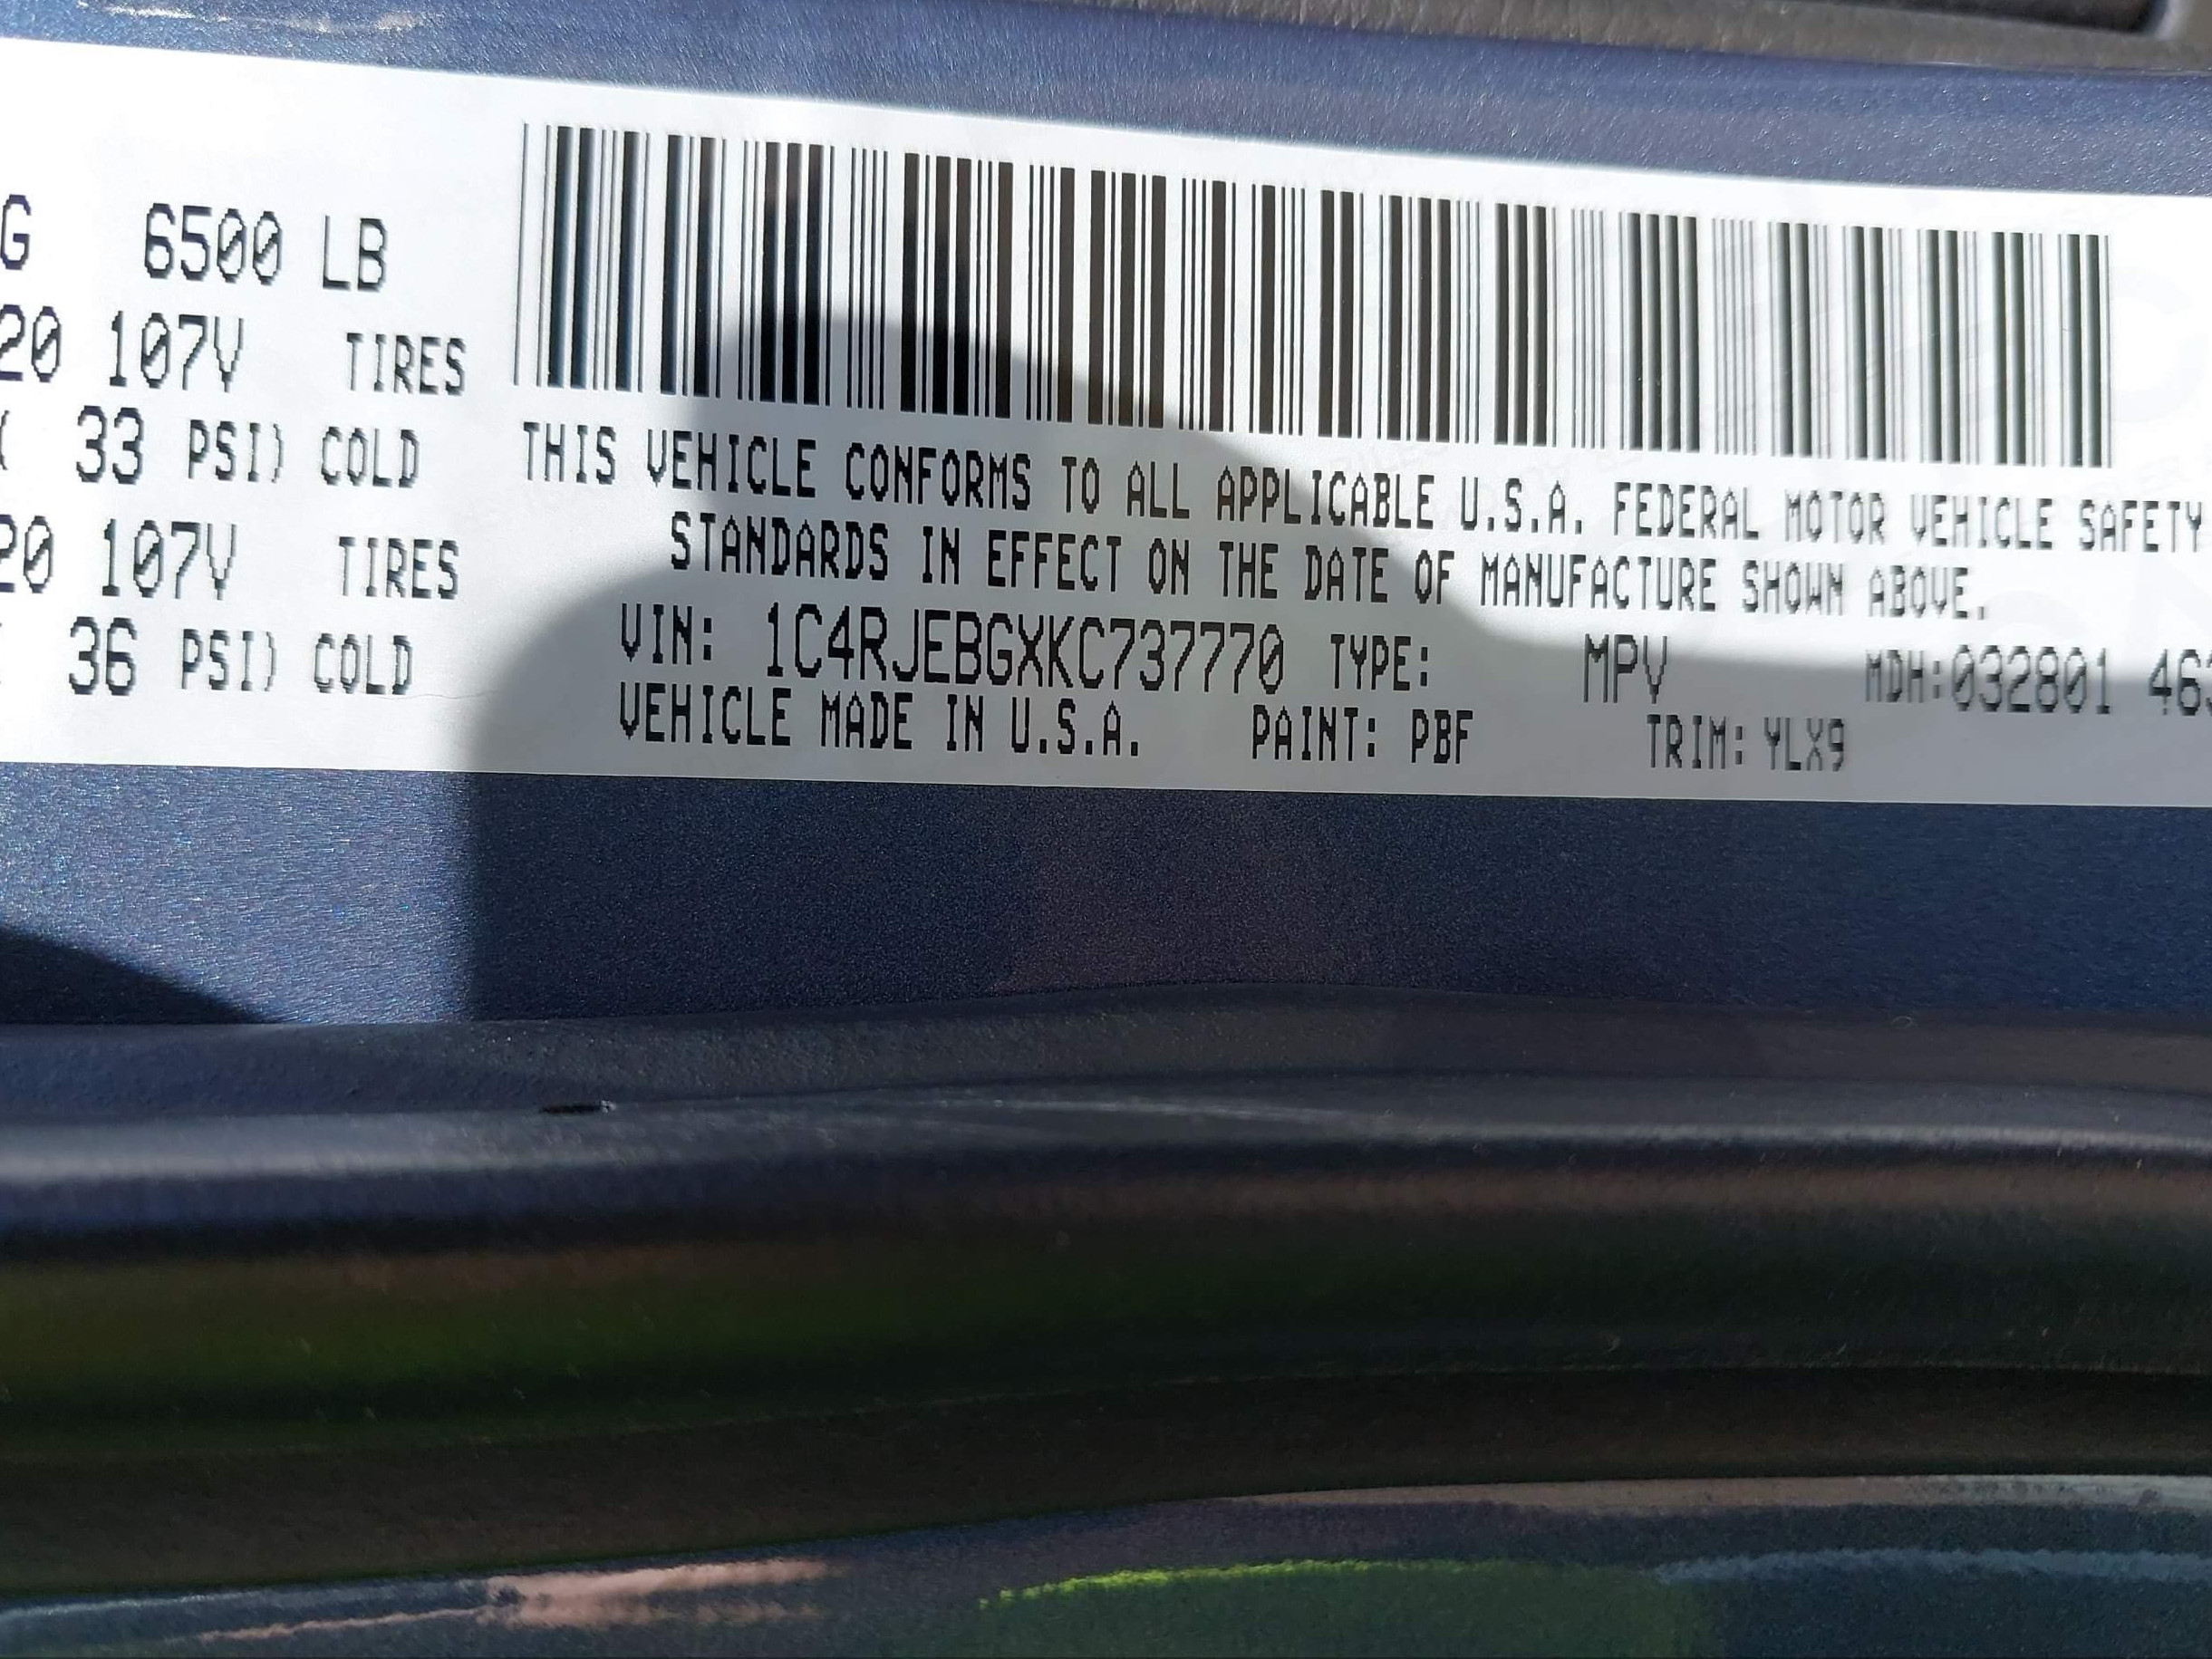 G 6500 LB
20 107V TIRES
33 PSI) COLD
20 107V TIRES
36 PSI) COLD
THIS VEHICLE CONFORMS TO ALL APPLICABLE U.S.A. FEDERAL MOTOR VEHICLE SAFETY
STANDARDS IN EFFECT ON THE DATE OF MANUFACTURE SHOWN ABOVE.
VIN: 1C4RJEBGXKC737770 TYPE: MPV MDH:032801 463
VEHICLE MADE IN U.S.A. PAINT: PBF TRIM: YLX9